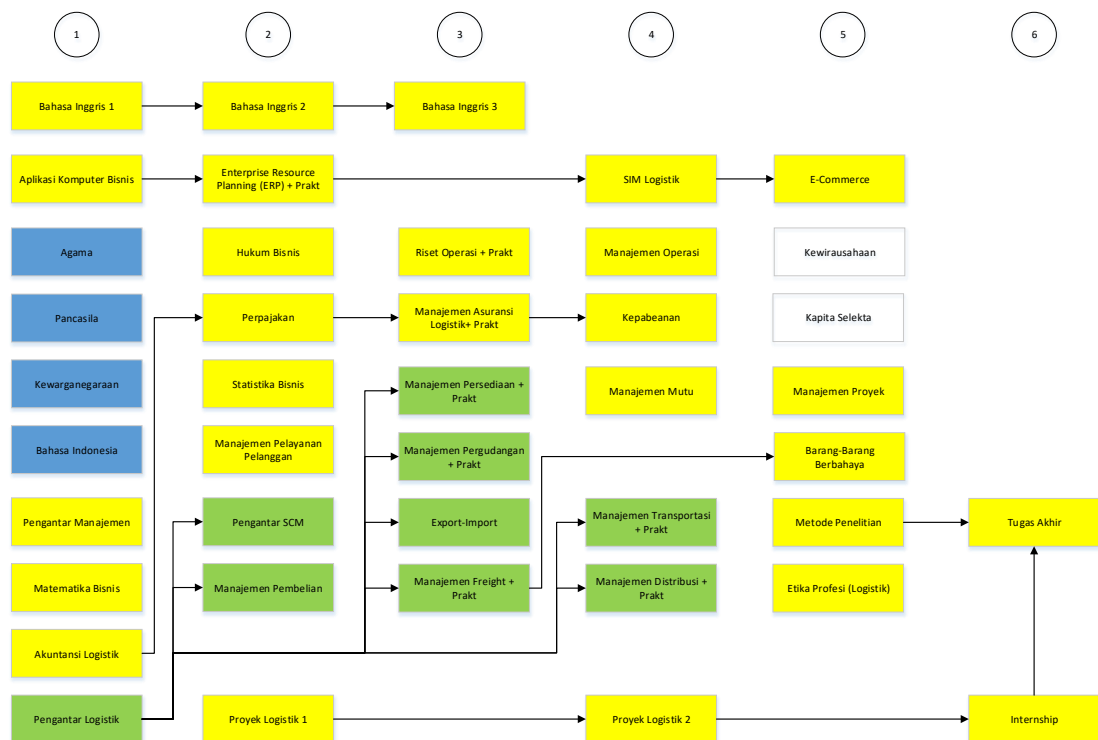 1
2
3
4
5
6
Bahasa Inggris 1
Bahasa Inggris 2
Bahasa Inggris 3
Aplikasi Komputer Bisnis
Enterprise Resource
Planning (ERP) + Prakt
SIM Logistik
E-Commerce
Agama
Hukum Bisnis
Riset Operasi + Prakt
Manajemen Operasi
Kewirausahaan
Pancasila
Perpajakan
Manajemen Asuransi
Logistik+ Prakt
Kepabeanan
Kapita Selekta
Kewarganegaraan
Statistika Bisnis
Manajemen Persediaan +
Prakt
Manajemen Mutu
Manajemen Proyek
Bahasa Indonesia
Manajemen Pelayanan
Pelanggan
Manajemen Pergudangan
+ Prakt
Barang-Barang
Berbahaya
Pengantar Manajemen
Pengantar SCM
Export-Import
Manajemen Transportasi
+ Prakt
Metode Penelitian
Tugas Akhir
Matematika Bisnis
Manajemen Pembelian
Manajemen Freight +
Prakt
Manajemen Distribusi +
Prakt
Etika Profesi (Logistik)
Akuntansi Logistik
Pengantar Logistik
Proyek Logistik 1
Proyek Logistik 2
Internship